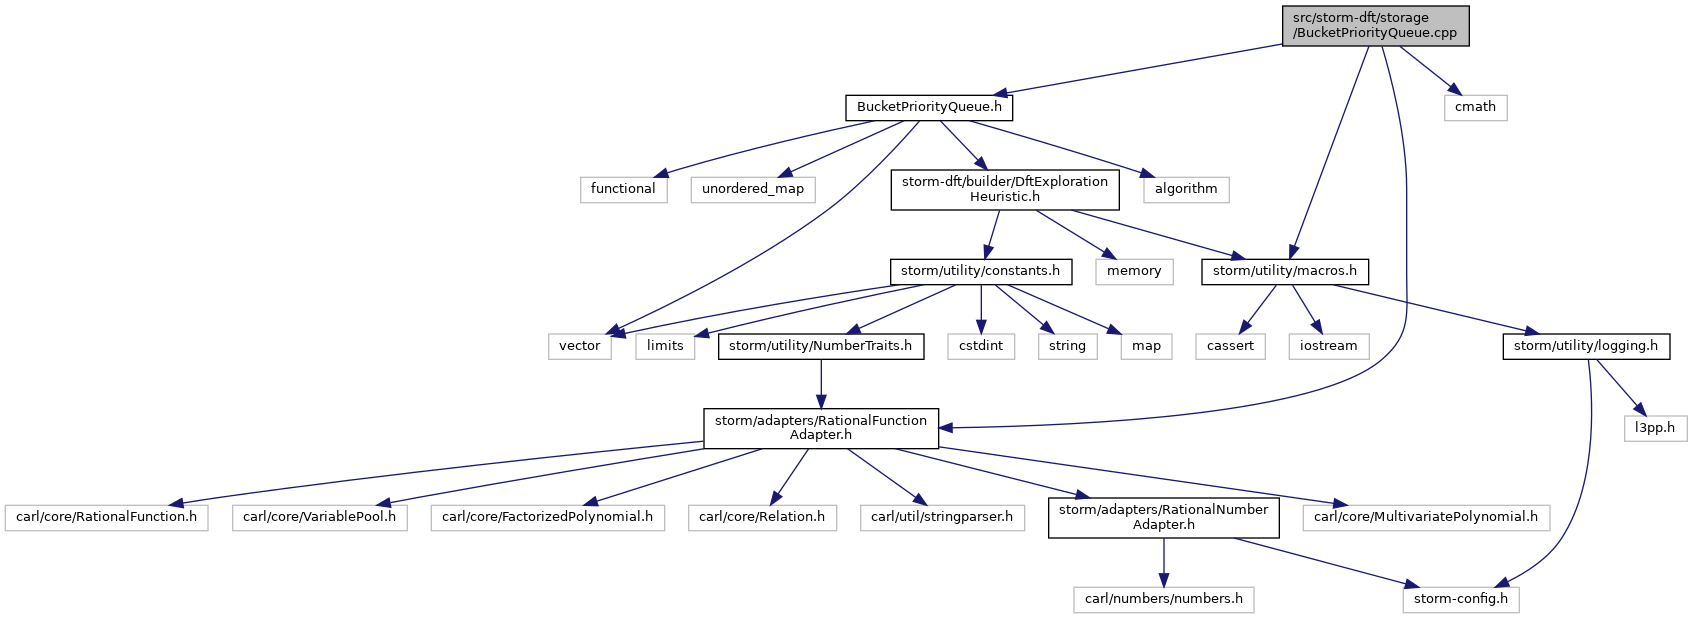 src/storm-dft/storage
/BucketPriorityQueue.cpp
BucketPriorityQueue.h
cmath
functional
unordered_map
storm-dft/builder/DftExploration
Heuristic.h
algorithm
storm/utility/constants.h
memory
storm/utility/macros.h
vector
limits
storm/utility/NumberTraits.h
cstdint
string
map
cassert
iostream
storm/utility/logging.h
storm/adapters/RationalFunction
Adapter.h
l3pp.h
carl/core/RationalFunction.h
carl/core/VariablePool.h
carl/core/FactorizedPolynomial.h
carl/core/Relation.h
carl/util/stringparser.h
storm/adapters/RationalNumber
Adapter.h
carl/core/MultivariatePolynomial.h
carl/numbers/numbers.h
storm-config.h